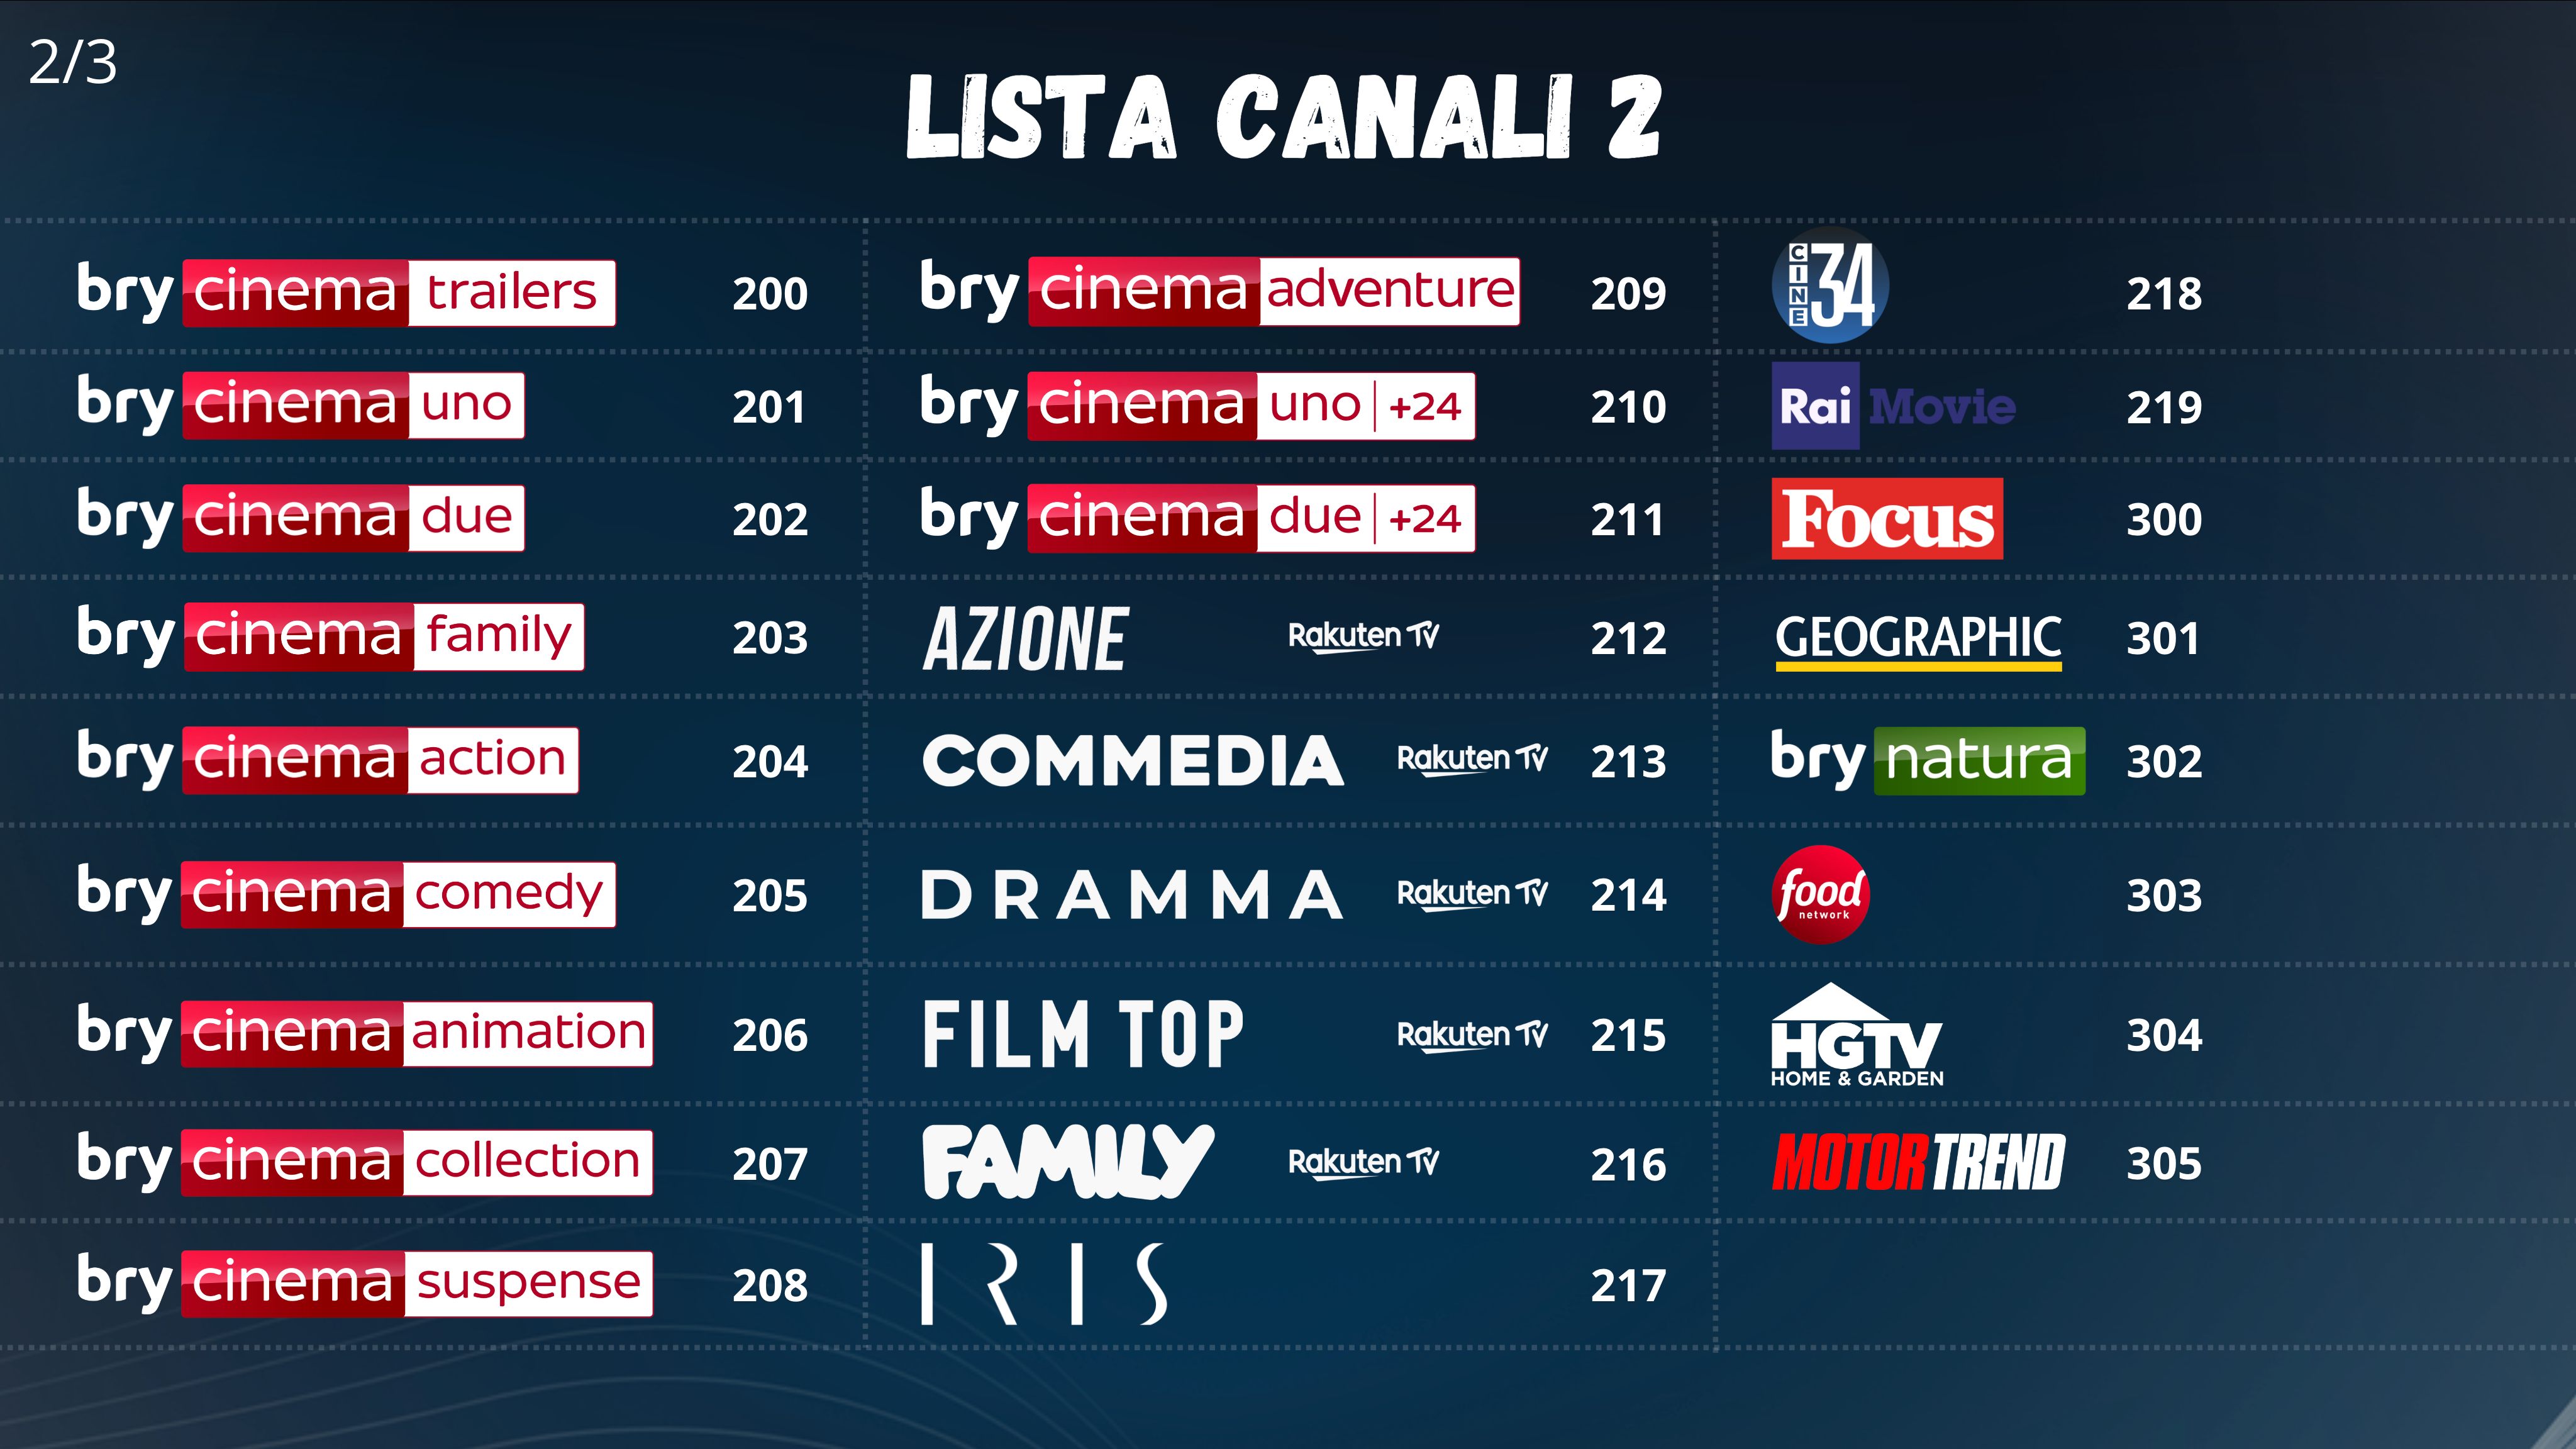 2/3
LISTA CANALI 2
bry cinema trailers 200
bry cinema uno 201
bry cinema due 202
bry cinema family 203
bry cinema action 204
bry cinema comedy 205
bry cinema animation 206
bry cinema collection 207
bry cinema suspense 208
bry cinema adventure 209
bry cinema uno | +24 210
bry cinema due | +24 211
AZIONE Rakuten TV 212
COMMEDIA Rakuten TV 213
DRAMMA Rakuten TV 214
FILM TOP Rakuten TV 215
FAMILY Rakuten TV 216
IRIS 217
CINE 34 218
Rai Movie 219
Focus 300
GEOGRAPHIC 301
bry natura 302
food network 303
HGTV
HOME & GARDEN 304
MOTORTREND 305